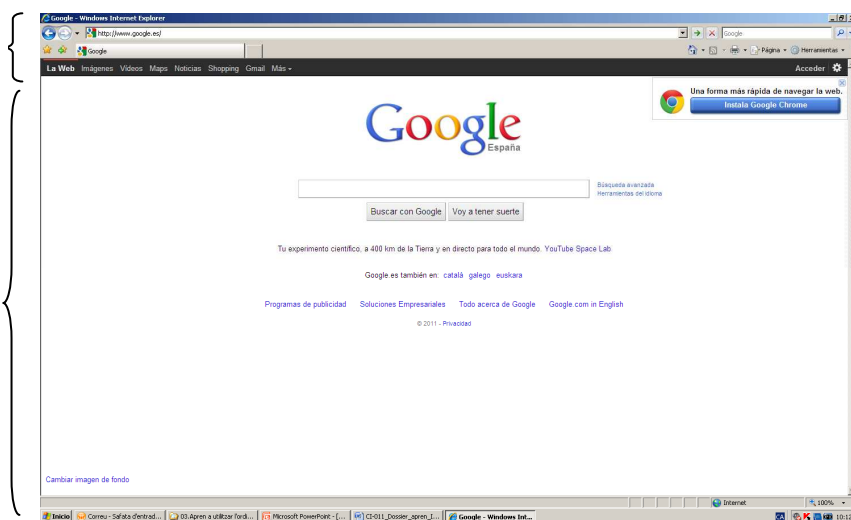 Google - Windows Internet Explorer
http://www.google.es/
Google
Google
Página
Herramientas
La Web Imágenes Vídeos Maps Noticias Shopping Gmail Más
Acceder
Una forma más rápida de navegar la web.
Instala Google Chrome
Google
España
Búsqueda avanzada
Herramientas del idioma
Buscar con Google
Voy a tener suerte
Tu experimento científico, a 400 km de la Tierra y en directo para todo el mundo. YouTube Space Lab
Google.es también en: català galego euskara
Programas de publicidad Soluciones Empresariales Todo acerca de Google Google.com in English
© 2011 - Privacidad
Cambiar imagen de fondo
Internet
100%
Inicio
Correu - Safata d'entrad...
03.Apren a utilitzar l'ordi...
Microsoft PowerPoint - [...
CI-011_Dossier_apren_I...
Google - Windows Int...
CA